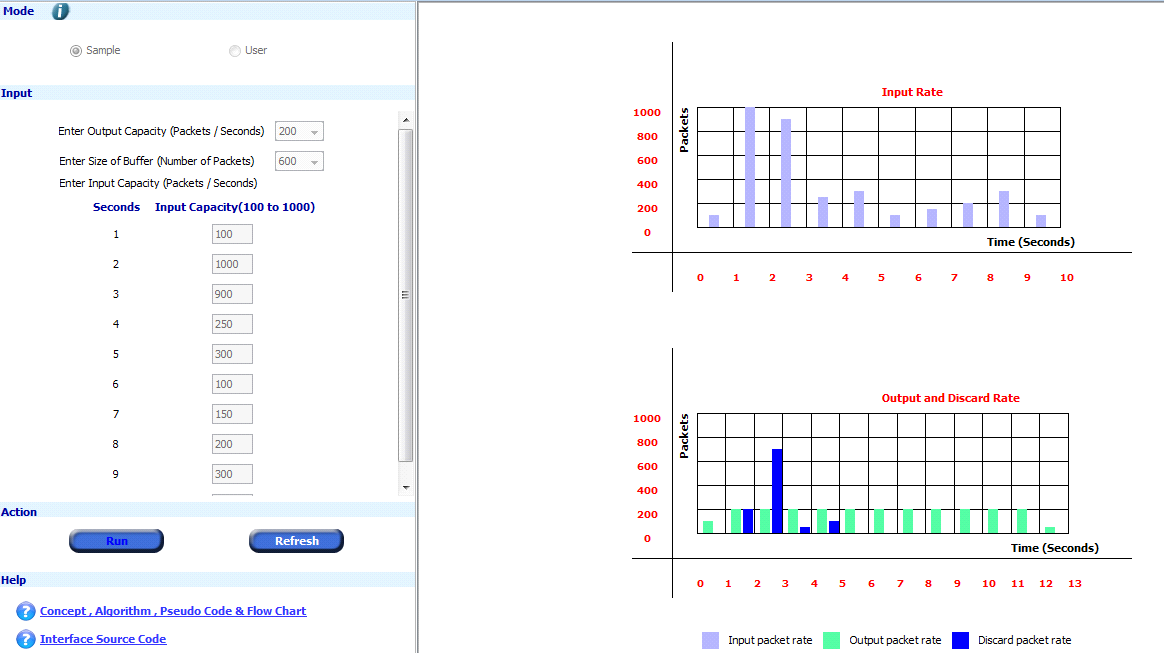 Mode i
Sample User
Input
Enter Output Capacity (Packets / Seconds) 200
Enter Size of Buffer (Number of Packets) 600
Enter Input Capacity (Packets / Seconds)
Seconds Input Capacity(100 to 1000)
1 100
2 1000
3 900
4 250
5 300
6 100
7 150
8 200
9 300
Action
Run Refresh
Help
? Concept , Algorithm , Pseudo Code & Flow Chart
? Interface Source Code
Input Rate
Packets
1000
800
600
400
200
0
Time (Seconds)
0 1 2 3 4 5 6 7 8 9 10
Output and Discard Rate
Packets
1000
800
600
400
200
0
Time (Seconds)
0 1 2 3 4 5 6 7 8 9 10 11 12 13
Input packet rate Output packet rate Discard packet rate